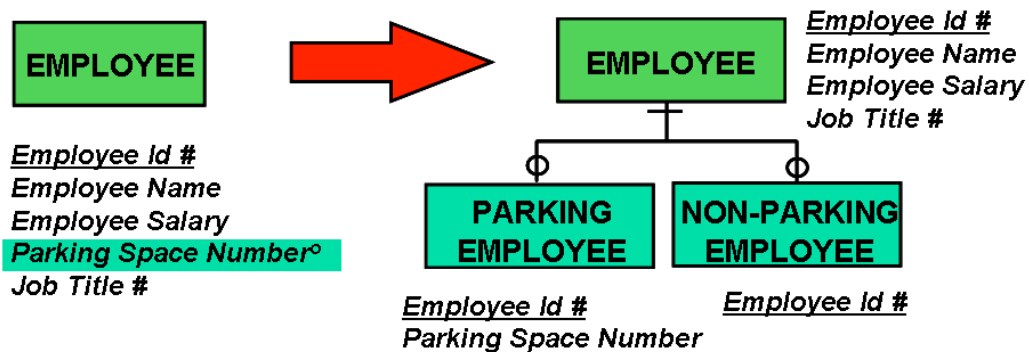 EMPLOYEE
Employee Id #
Employee Name
Employee Salary
Parking Space Numberº
Job Title #
EMPLOYEE
Employee Id #
Employee Name
Employee Salary
Job Title #
PARKING
EMPLOYEE
Employee Id #
Parking Space Number
NON-PARKING
EMPLOYEE
Employee Id #